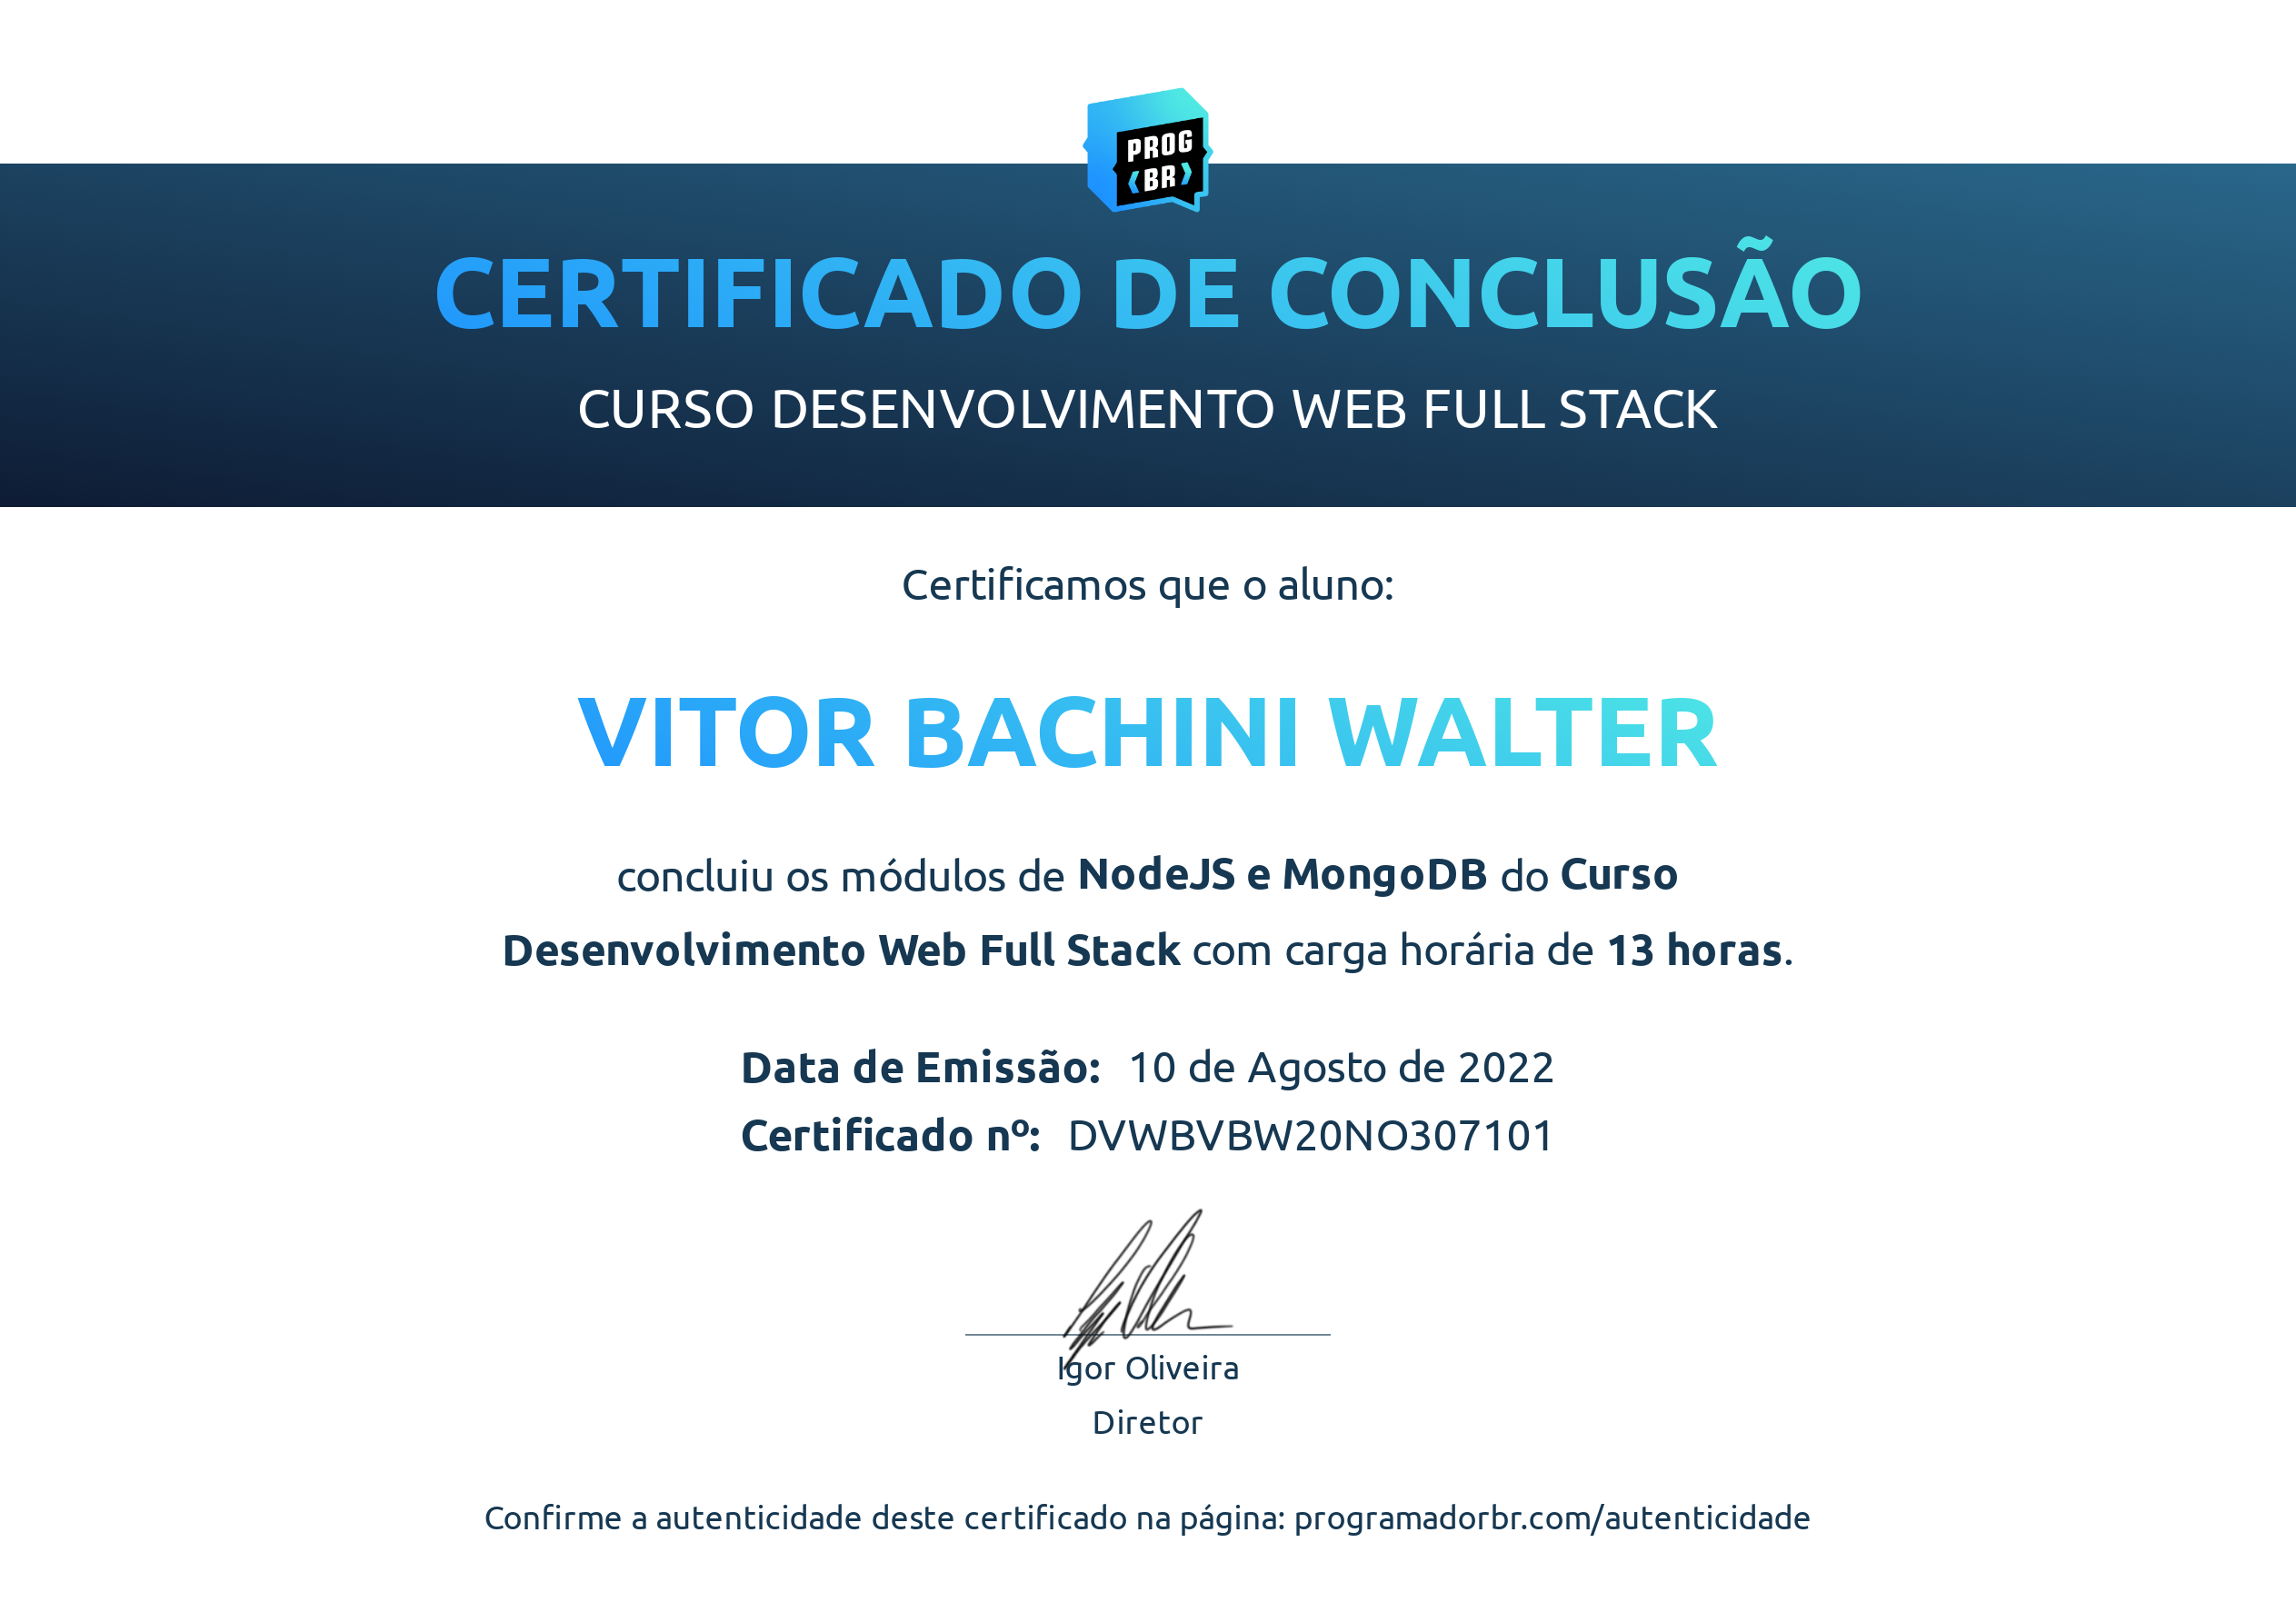 PROG
BR
CERTIFICADO DE CONCLUSÃO
CURSO DESENVOLVIMENTO WEB FULL STACK
Certificamos que o aluno:
VITOR BACHINI WALTER
concluiu os módulos de NodeJS e MongoDB do Curso
Desenvolvimento Web Full Stack com carga horária de 13 horas.
Data de Emissão: 10 de Agosto de 2022
Certificado nº: DVWBVBW20NO307101
Igor Oliveira
Diretor
Confirme a autenticidade deste certificado na página: programadorbr.com/autenticidade